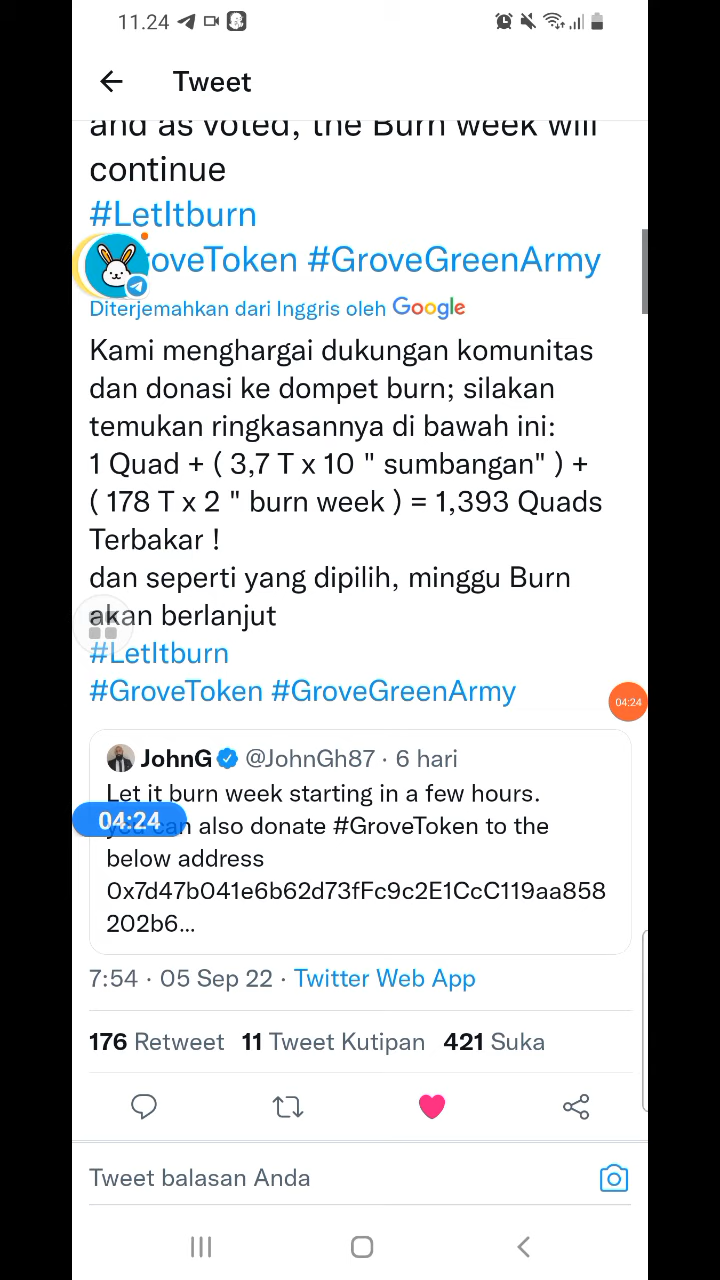 11.24
Tweet
and as voted, the Burn week will
continue
#LetItburn
oveToken #GroveGreenArmy
Diterjemahkan dari Inggris oleh Google
Kami menghargai dukungan komunitas
dan donasi ke dompet burn; silakan
temukan ringkasannya di bawah ini:
1 Quad + ( 3,7 T x 10 " sumbangan" ) +
( 178 T x 2 " burn week ) = 1,393 Quads
Terbakar !
dan seperti yang dipilih, minggu Burn
akan berlanjut
#LetItburn
#GroveToken #GroveGreenArmy
04:24
JohnG @JohnGh87 · 6 hari
Let it burn week starting in a few hours.
04:24
you can also donate #GroveToken to the
below address
0x7d47b041e6b62d73fFc9c2E1CcC119aa858
202b6...
7:54 · 05 Sep 22 · Twitter Web App
176 Retweet 11 Tweet Kutipan 421 Suka
Tweet balasan Anda